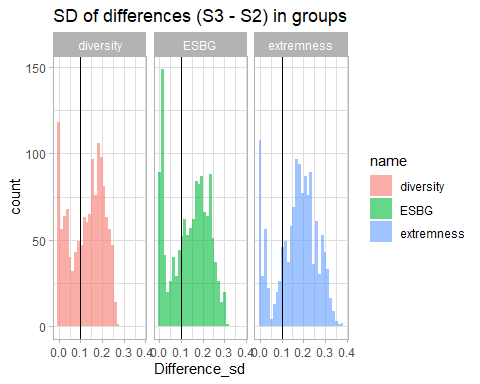 SD of differences (S3 - S2) in groups
diversity ESBG extremness
150
100
50
0
count
0.0 0.1 0.2 0.3 0.4 0.0 0.1 0.2 0.3 0.4 0.0 0.1 0.2 0.3 0.4
Difference_sd
name
diversity
ESBG
extremness